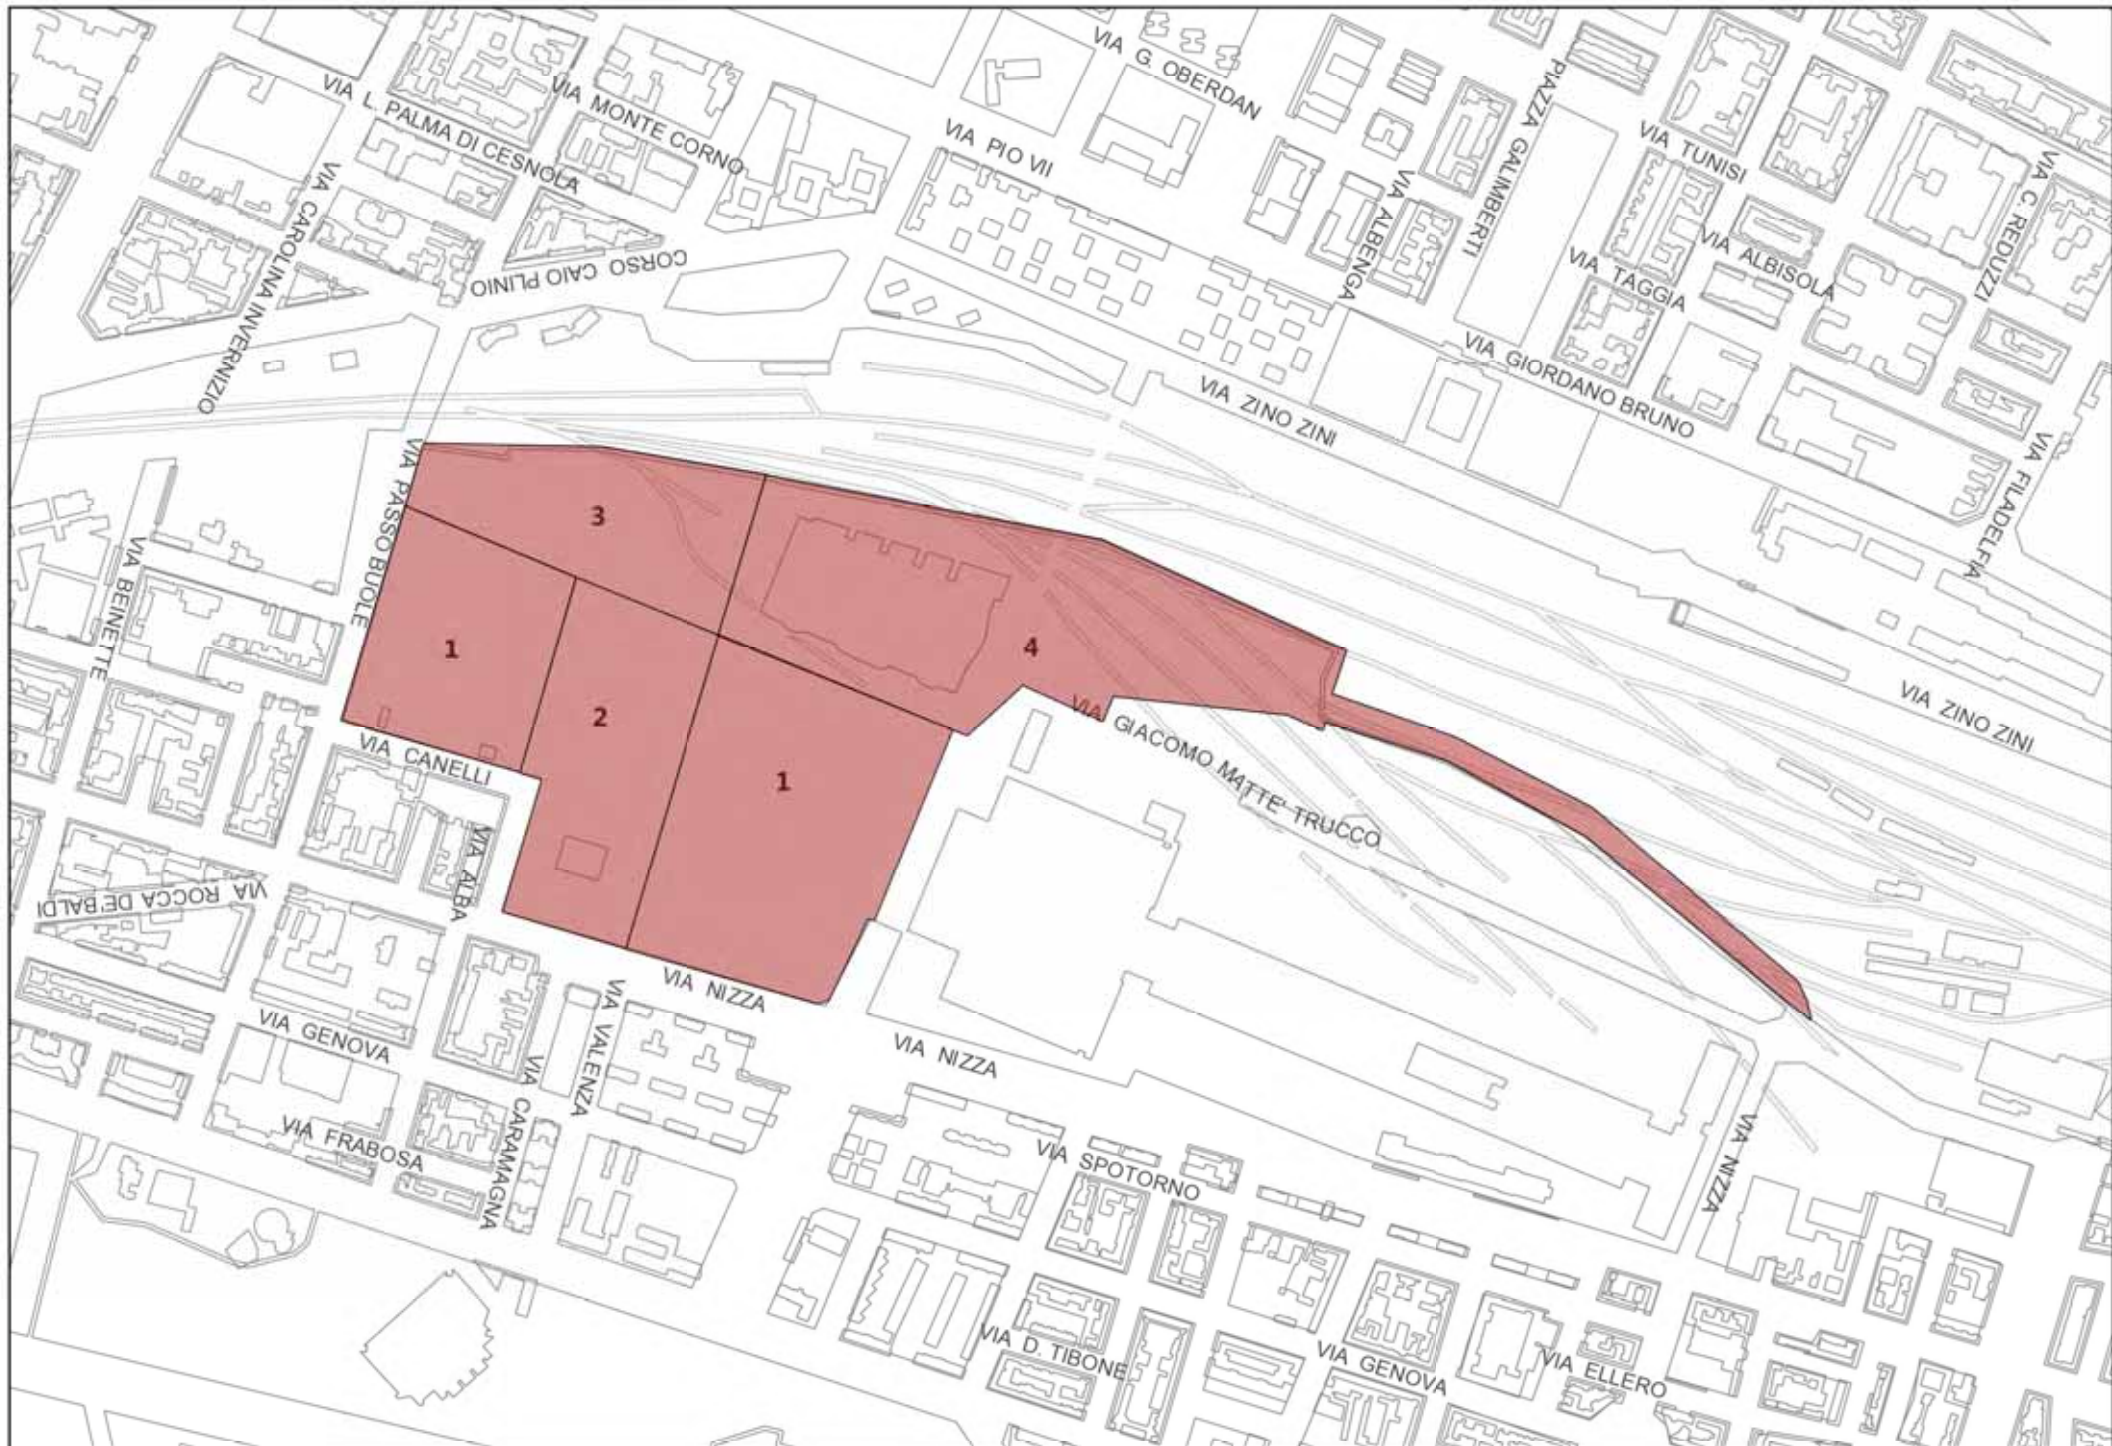 VIA G. OBERDAN
VIA L. PALMA DI CESNOLA
VIA MONTE CORNO
VIA PIO VII
PIAZZA GALIMBERTI
VIA TUNISI
VIA C. REDUZZI
VIA CAROLINA INVERNIZIO
VIA ALBENGA
VIA ALBISOLA
VIA TAGGIA
CORSO CAIO PLINIO
VIA GIORDANO BRUNO
VIA ZINO ZINI
VIA FILADELFIA
VIA PASSO BUOLE
3
VIA BEINETTE
1
4
2
VIA ZINO ZINI
VIA GIACOMO MATTE' TRUCCO
VIA CANELLI
1
VIA ALBA
VIA ROCCA DE'BALDI
VIA NIZZA
VIA VALENZA
VIA GENOVA
VIA NIZZA
VIA CARAMAGNA
VIA FRABOSA
VIA SPOTORNO
VIA NIZZA
VIA D. TIBONE
VIA GENOVA
VIA ELLERO